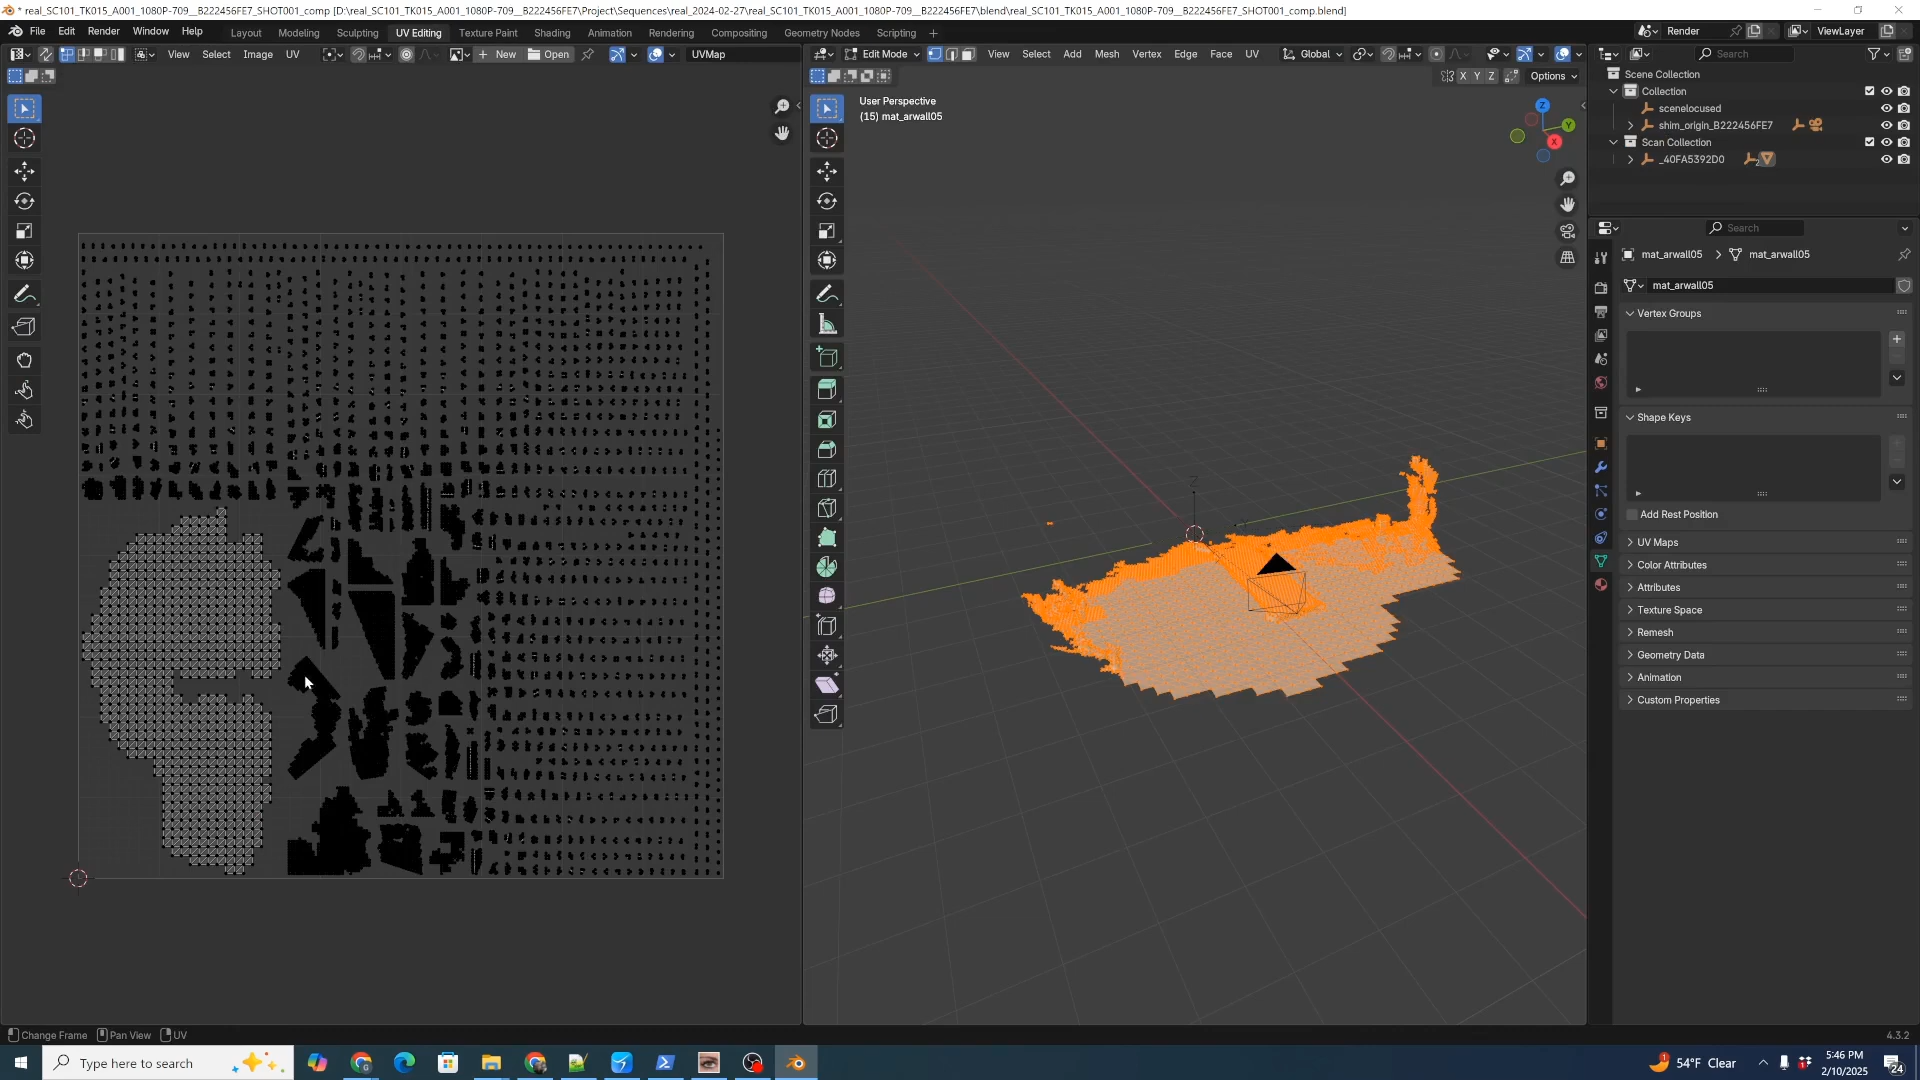 * real_SC101_TK015_A001_1080P-709__B222456FE7_SHOT001_comp [D:\real_SC101_TK015_A001_1080P-709__B222456FE7\Project\Sequences\real_2024-02-27\real_SC101_TK015_A001_1080P-709__B222456FE7\blend\real_SC101_TK015_A001_1080P-709__B222456FE7_SHOT001_comp.blend]
File Edit Render Window Help Layout Modeling Sculpting UV Editing Texture Paint Shading Animation Rendering Compositing Geometry Nodes Scripting + Render ViewLayer
View Select Image UV New Open UVMap Edit Mode View Select Add Mesh Vertex Edge Face UV Global Search
X Y Z Options
Scene Collection
Collection
scenelocused
shim_origin_B222456FE7
Scan Collection
_40FA5392D0
User Perspective
(15) mat_arwall05
Z
Y
X
Z
Search
mat_arwall05 > mat_arwall05
mat_arwall05
Vertex Groups
Shape Keys
Add Rest Position
UV Maps
Color Attributes
Attributes
Texture Space
Remesh
Geometry Data
Animation
Custom Properties
Change Frame Pan View UV 4.3.2
Type here to search
1
54°F Clear
5:46 PM
2/10/2025
24